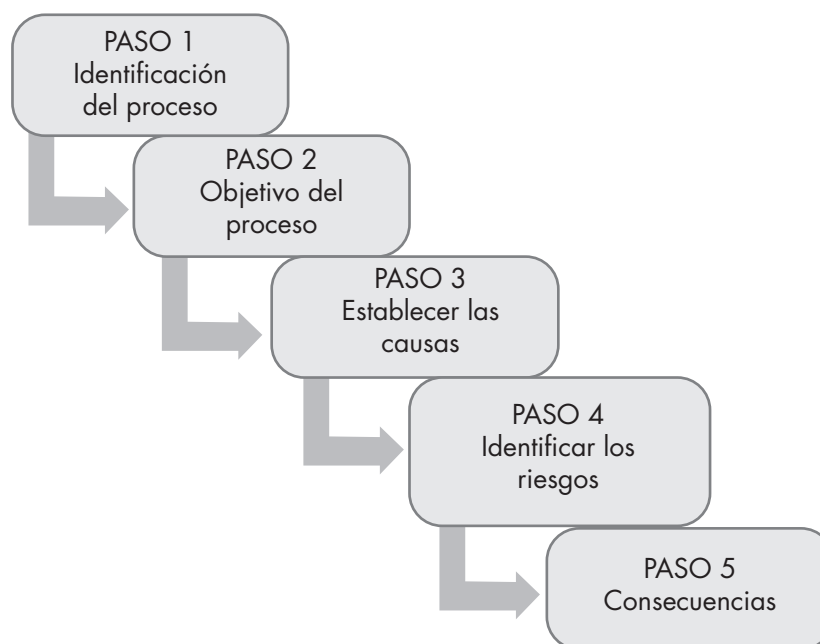 PASO 1
Identificación
del proceso
PASO 2
Objetivo del
proceso
PASO 3
Establecer las
causas
PASO 4
Identificar los
riesgos
PASO 5
Consecuencias